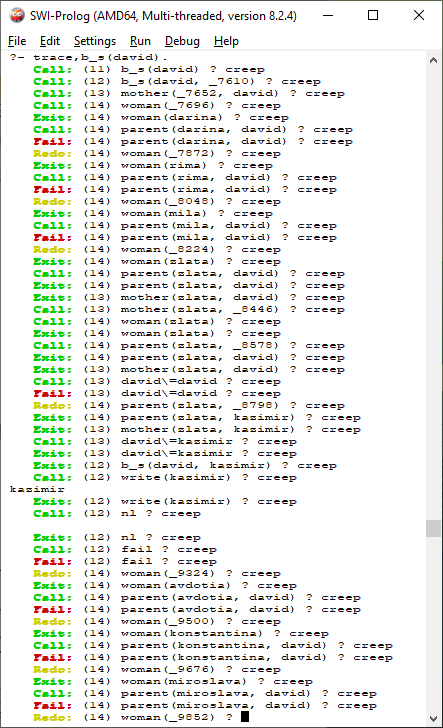 SWI-Prolog (AMD64, Multi-threaded, version 8.2.4)
File Edit Settings Run Debug Help
?- trace,b_s(david).
Call: (11) b_s(david) ? creep
Call: (12) b_s(david, _7610) ? creep
Call: (13) mother(_7652, david) ? creep
Call: (14) woman(_7696) ? creep
Exit: (14) woman(darina) ? creep
Call: (14) parent(darina, david) ? creep
Fail: (14) parent(darina, david) ? creep
Redo: (14) woman(_7872) ? creep
Exit: (14) woman(rima) ? creep
Call: (14) parent(rima, david) ? creep
Fail: (14) parent(rima, david) ? creep
Redo: (14) woman(_8048) ? creep
Exit: (14) woman(mila) ? creep
Call: (14) parent(mila, david) ? creep
Fail: (14) parent(mila, david) ? creep
Redo: (14) woman(_8224) ? creep
Exit: (14) woman(zlata) ? creep
Call: (14) parent(zlata, david) ? creep
Exit: (14) parent(zlata, david) ? creep
Exit: (13) mother(zlata, david) ? creep
Call: (13) mother(zlata, _8446) ? creep
Call: (14) woman(zlata) ? creep
Exit: (14) woman(zlata) ? creep
Call: (14) parent(zlata, _8578) ? creep
Exit: (14) parent(zlata, david) ? creep
Exit: (13) mother(zlata, david) ? creep
Call: (13) david\=david ? creep
Fail: (13) david\=david ? creep
Redo: (14) parent(zlata, _8798) ? creep
Exit: (14) parent(zlata, kazimir) ? creep
Exit: (13) mother(zlata, kazimir) ? creep
Call: (13) david\=kazimir ? creep
Exit: (13) david\=kazimir ? creep
Exit: (12) b_s(david, kazimir) ? creep
Call: (12) write(kazimir) ? creep
kazimir
Exit: (12) write(kazimir) ? creep
Call: (12) nl ? creep
Exit: (12) nl ? creep
Call: (12) fail ? creep
Fail: (12) fail ? creep
Redo: (14) woman(_9324) ? creep
Exit: (14) woman(avdotia) ? creep
Call: (14) parent(avdotia, david) ? creep
Fail: (14) parent(avdotia, david) ? creep
Redo: (14) woman(_9500) ? creep
Exit: (14) woman(konstantina) ? creep
Call: (14) parent(konstantina, david) ? creep
Fail: (14) parent(konstantina, david) ? creep
Redo: (14) woman(_9676) ? creep
Exit: (14) woman(miroslava) ? creep
Call: (14) parent(miroslava, david) ? creep
Fail: (14) parent(miroslava, david) ? creep
Redo: (14) woman(_9852) ?